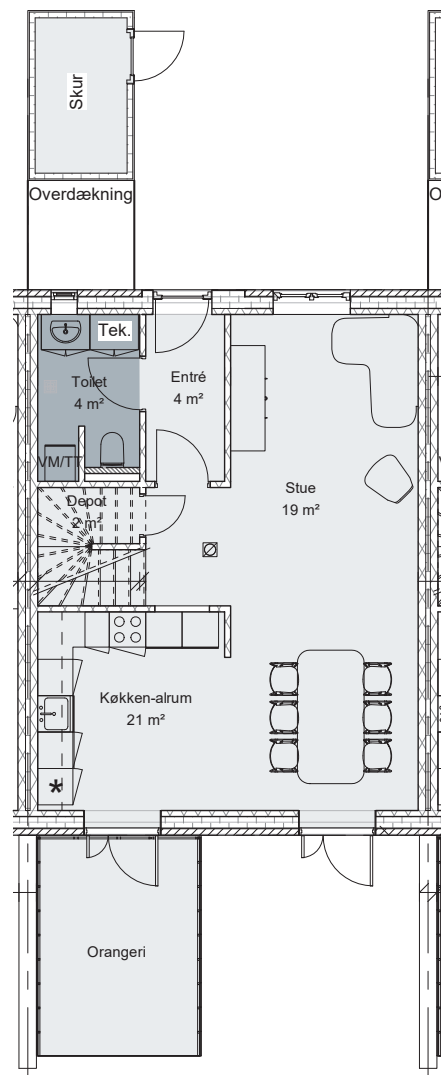 Skur
Overdækning
O
Tek.
Toilet
4 m²
Entré
4 m²
VM/TT
Depot
2 m²
Stue
19 m²
Køkken-alrum
21 m²
*
Orangeri